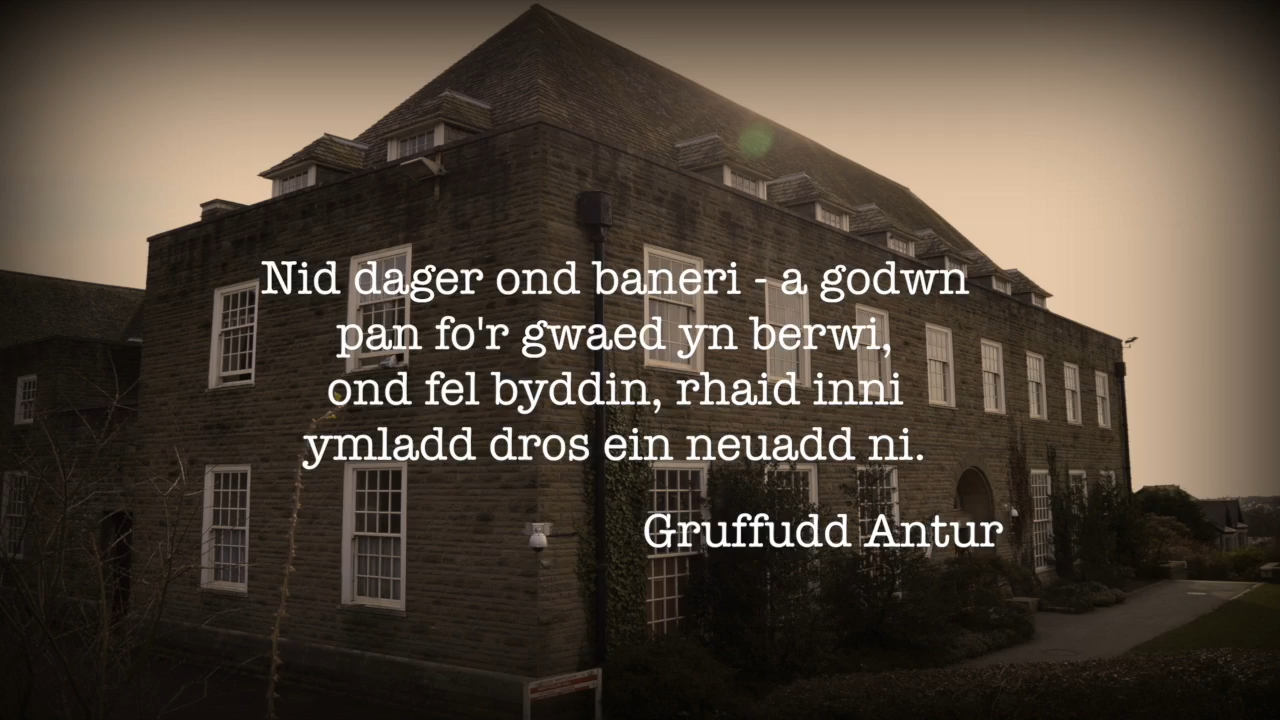 Nid dager ond baneri - a godwn
pan fo'r gwaed yn berwi,
ond fel byddin, rhaid inni
ymladd dros ein neuadd ni.
Gruffudd Antur